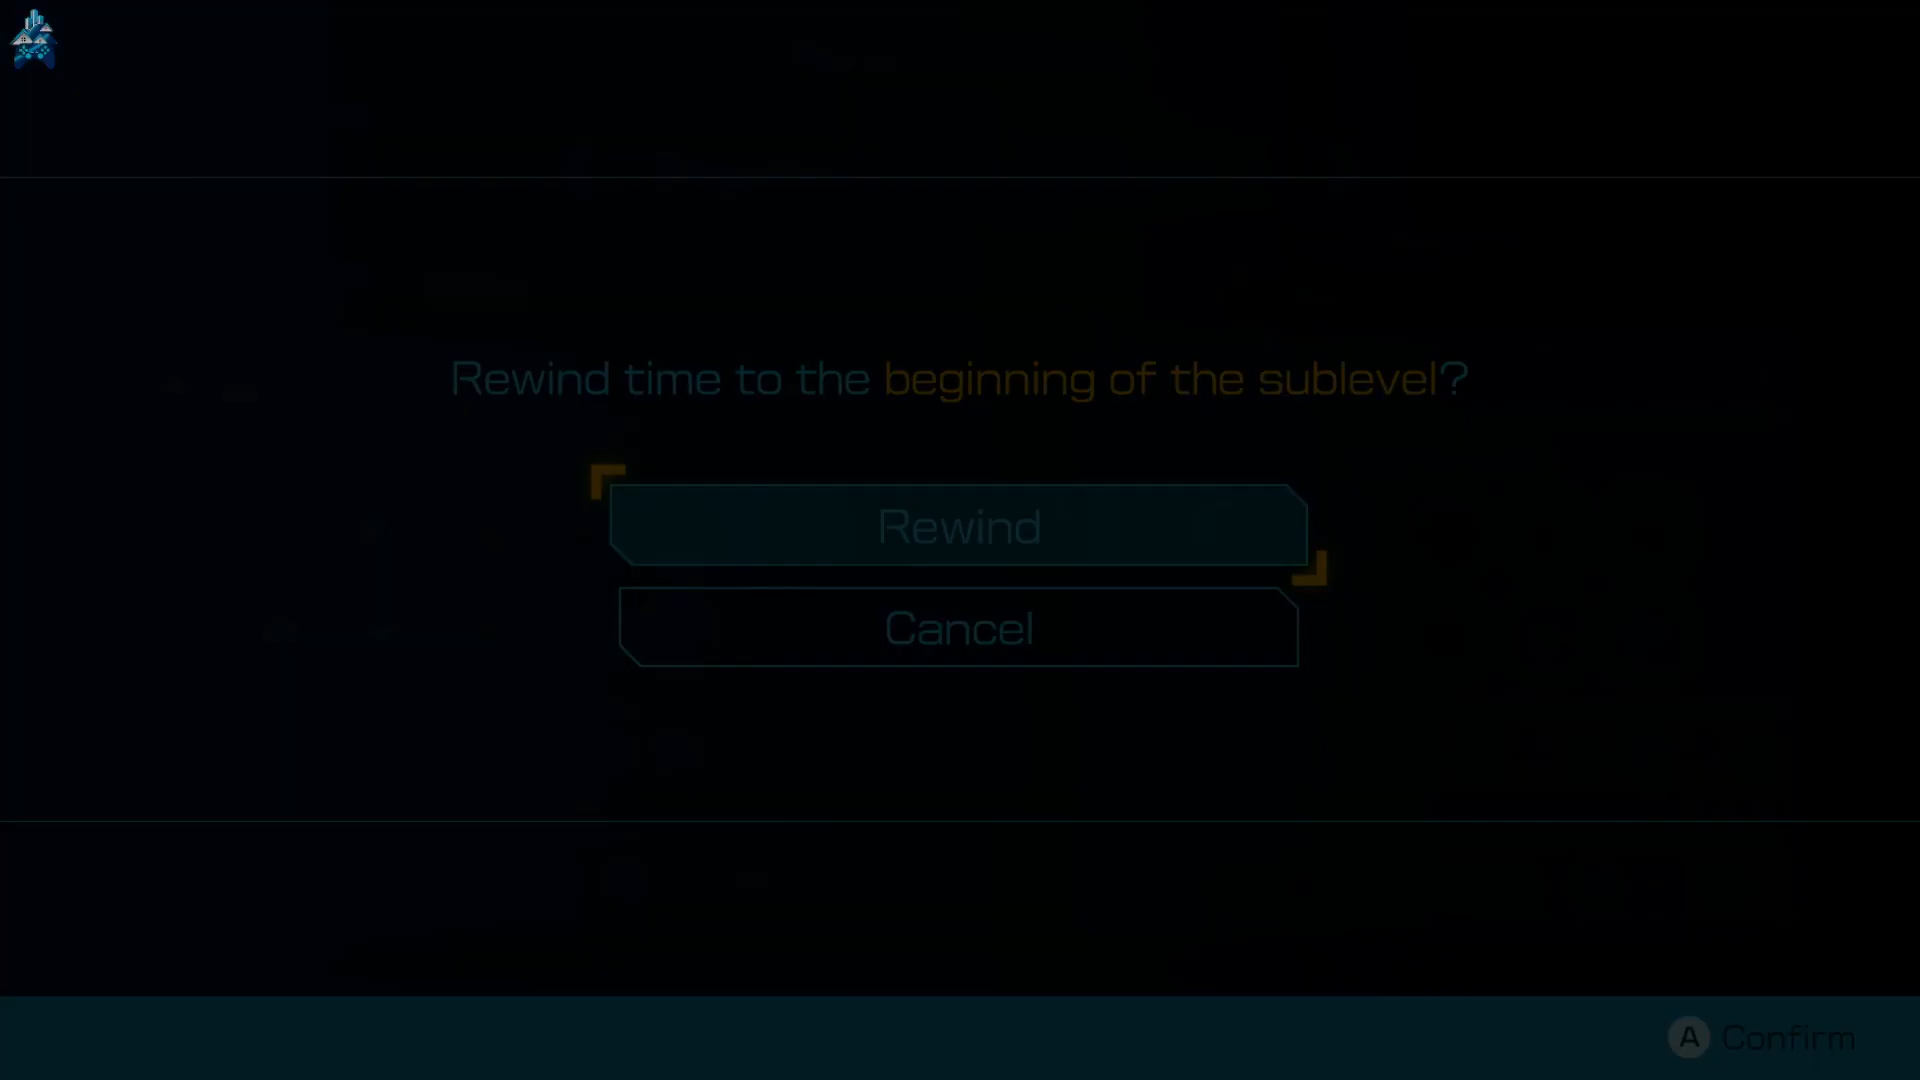 Rewind time to the beginning of the sublevel?
Rewind
Cancel
A Confirm